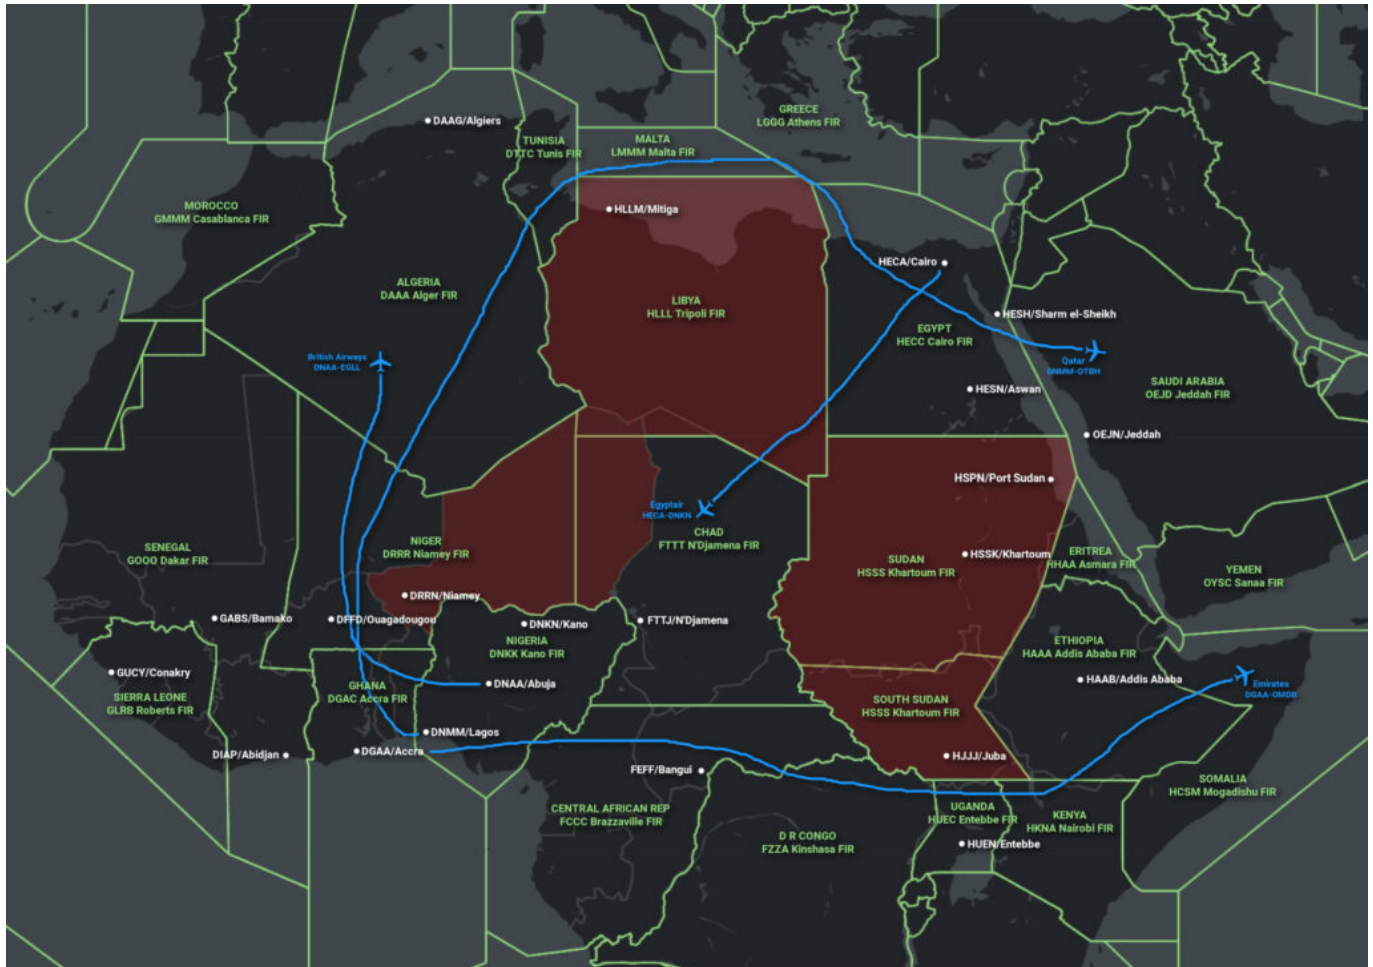 GREECE
LGGG Athens FIR
DAAG/Algiers
TUNISIA
DTTC Tunis FIR
MALTA
LMMM Malta FIR
MOROCCO
GMMM Casablanca FIR
HLLM/Mitiga
HECA/Cairo
ALGERIA
DAAA Alger FIR
LIBYA
HLLL Tripoli FIR
HESH/Sharm el-Sheikh
EGYPT
HECC Cairo FIR
British Airways
DNAA-EGLL
Qatar
DNMM-OTBH
SAUDI ARABIA
OEJD Jeddah FIR
HESN/Aswan
OEJN/Jeddah
HSPN/Port Sudan
Egyptair
HECA-DNKN
CHAD
FTTT N'Djamena FIR
NIGER
DRRR Niamey FIR
SENEGAL
GOOO Dakar FIR
SUDAN
HSSS Khartoum FIR
HSSK/Khartoum
ERITREA
HHAA Asmara FIR
YEMEN
OYSC Sanaa FIR
DRRN/Niamey
GABS/Bamako
DFFD/Ouagadougou
DNKN/Kano
FTTJ/N'Djamena
NIGERIA
DNKK Kano FIR
ETHIOPIA
HAAA Addis Ababa FIR
GUCY/Conakry
SIERRA LEONE
GLRB Roberts FIR
GHANA
DGAC Accra FIR
DNAA/Abuja
SOUTH SUDAN
HSSS Khartoum FIR
HAAB/Addis Ababa
Emirates
DGAA-OMDB
DNMM/Lagos
DIAP/Abidjan
DGAA/Accra
FEFF/Bangui
HJJJ/Juba
SOMALIA
HCSM Mogadishu FIR
CENTRAL AFRICAN REP
FCCC Brazzaville FIR
UGANDA
HUEC Entebbe FIR
KENYA
HKNA Nairobi FIR
D R CONGO
FZZA Kinshasa FIR
HUEN/Entebbe